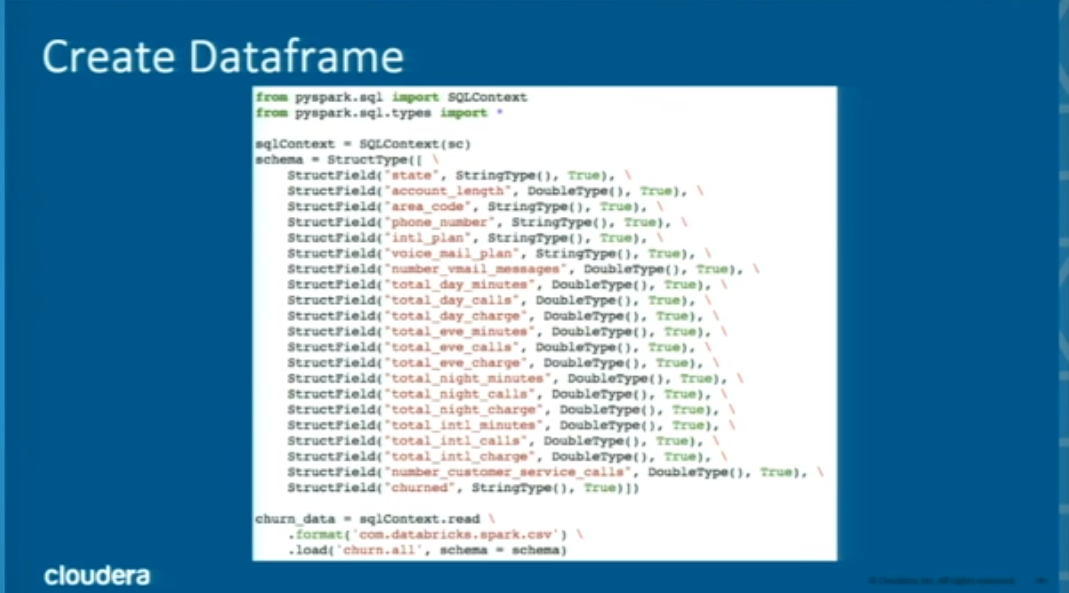 Create Dataframe
from pyspark.sql import SQLContext
from pyspark.sql.types import *
sqlContext = SQLContext(sc)
schema = StructType([ \
StructField("state", StringType(), True), \
StructField("account_length", DoubleType(), True), \
StructField("area_code", StringType(), True), \
StructField("phone_number", StringType(), True), \
StructField("intl_plan", StringType(), True), \
StructField("voice_mail_plan", StringType(), True), \
StructField("number_vmail_messages", DoubleType(), True), \
StructField("total_day_minutes", DoubleType(), True), \
StructField("total_day_calls", DoubleType(), True), \
StructField("total_day_charge", DoubleType(), True), \
StructField("total_eve_minutes", DoubleType(), True), \
StructField("total_eve_calls", DoubleType(), True), \
StructField("total_eve_charge", DoubleType(), True), \
StructField("total_night_minutes", DoubleType(), True), \
StructField("total_night_calls", DoubleType(), True), \
StructField("total_night_charge", DoubleType(), True), \
StructField("total_intl_minutes", DoubleType(), True), \
StructField("total_intl_calls", DoubleType(), True), \
StructField("total_intl_charge", DoubleType(), True), \
StructField("number_customer_service_calls", DoubleType(), True), \
StructField("churned", StringType(), True)])
churn_data = sqlContext.read \
.format('com.databricks.spark.csv') \
.load('churn.all', schema = schema)
cloudera
© Cloudera, Inc. All rights reserved.